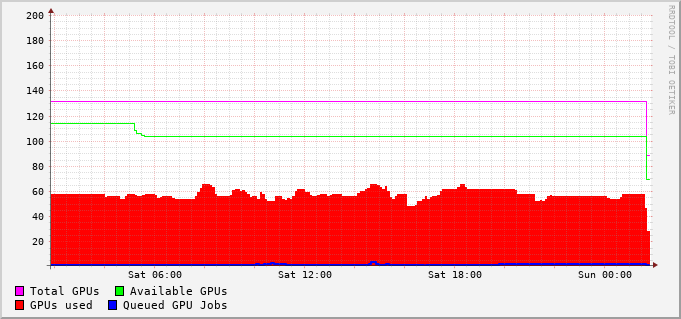 200
180
160
140
120
100
80
60
40
20
Sat 06:00 Sat 12:00 Sat 18:00 Sun 00:00
Total GPUs Available GPUs
GPUs used Queued GPU Jobs
RRDTOOL / TOBI OETIKER